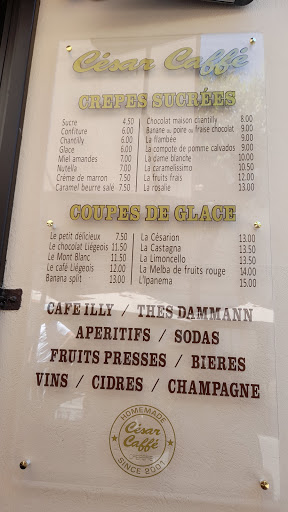 César Caffé
CREPES SUCRÉES
Sucre 4.50
Confiture 6.00
Chantilly 6.00
Glace 6.00
Miel amandes 7.00
Nutella 7.00
Crème de marron 7.50
Caramel beurre salé 7.50
Chocolat maison chantilly 8.00
Banane ou poire ou fraise chocolat 9.00
La flambée 9.00
La compote de pomme calvados 9.00
La dame blanche 10.00
La caramelissimo 10.50
La fruits frais 12.00
La rosalie 13.00
COUPES DE GLACE
Le petit délicieux 7.50
Le chocolat Liégeois 11.50
Le Mont Blanc 11.50
Le café Liégeois 12.00
Banana split 13.00
La Césarion 13.00
La Castagna 13.50
La Limoncello 13.50
La Melba de fruits rouge 14.00
L'Ipanema 15.00
CAFE ILLY / THES DAMMANN
APERITIFS / SODAS
FRUITS PRESSES / BIERES
VINS / CIDRES / CHAMPAGNE
HOMEMADE
César
Caffé
SINCE 2001